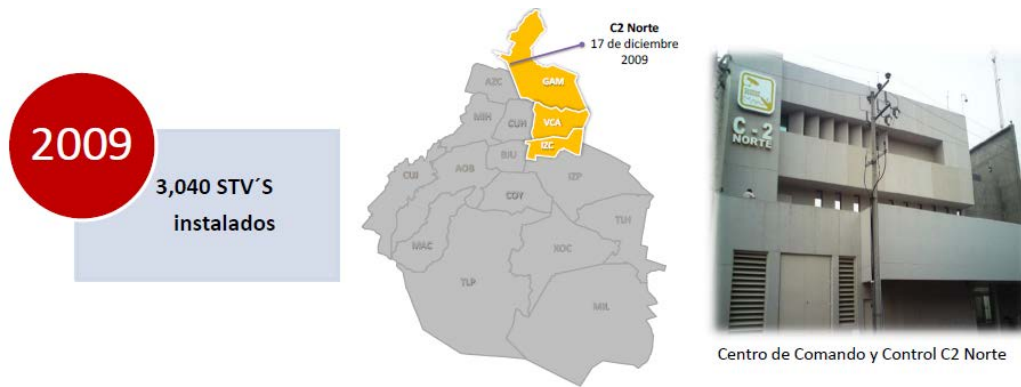 2009
3,040 STV´S
instalados
C2 Norte
17 de diciembre
2009
GAM
AZC
MIH
CUH
VCA
IZC
BJU
CUJ
AOB
IZP
COY
TLH
MAC
XOC
TLP
MIL
C-2
NORTE
Centro de Comando y Control C2 Norte